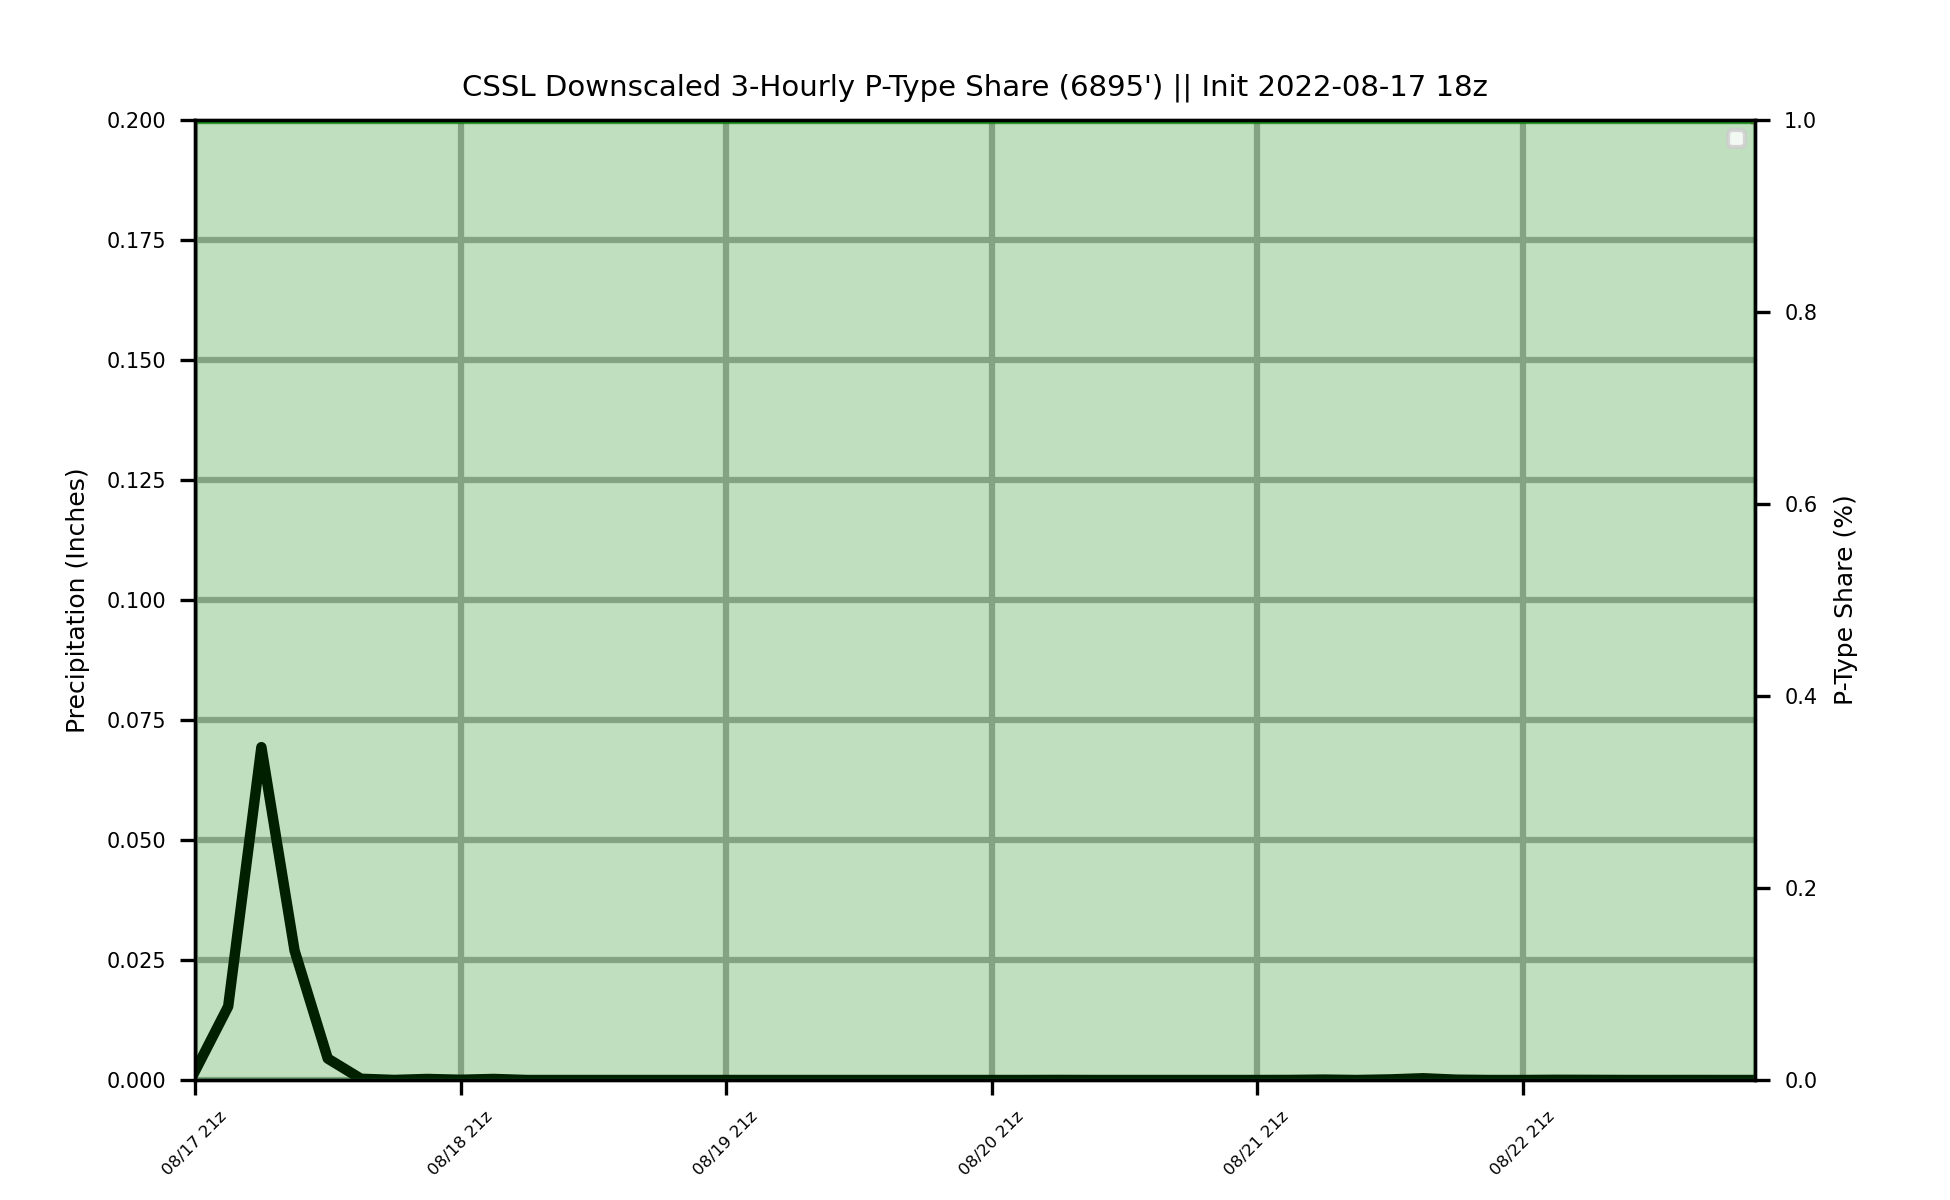 CSSL Downscaled 3-Hourly P-Type Share (6895') || Init 2022-08-17 18z
0.200
0.175
0.150
0.125
0.100
0.075
0.050
0.025
0.000
Precipitation (Inches)
1.0
0.8
0.6
0.4
0.2
0.0
P-Type Share (%)
08/17 21z
08/18 21z
08/19 21z
08/20 21z
08/21 21z
08/22 21z